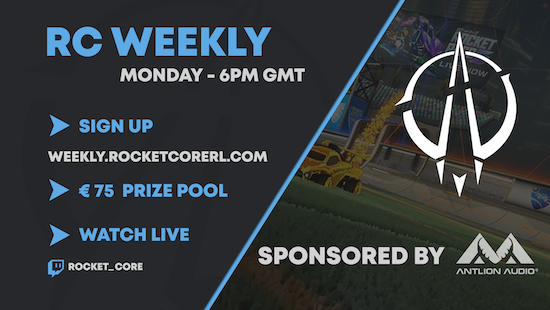 RC WEEKLY
MONDAY - 6PM GMT
SIGN UP
WEEKLY.ROCKETCORERL.COM
€ 75 PRIZE POOL
WATCH LIVE
ROCKET_CORE
SPONSORED BY
ANTLION AUDIO®